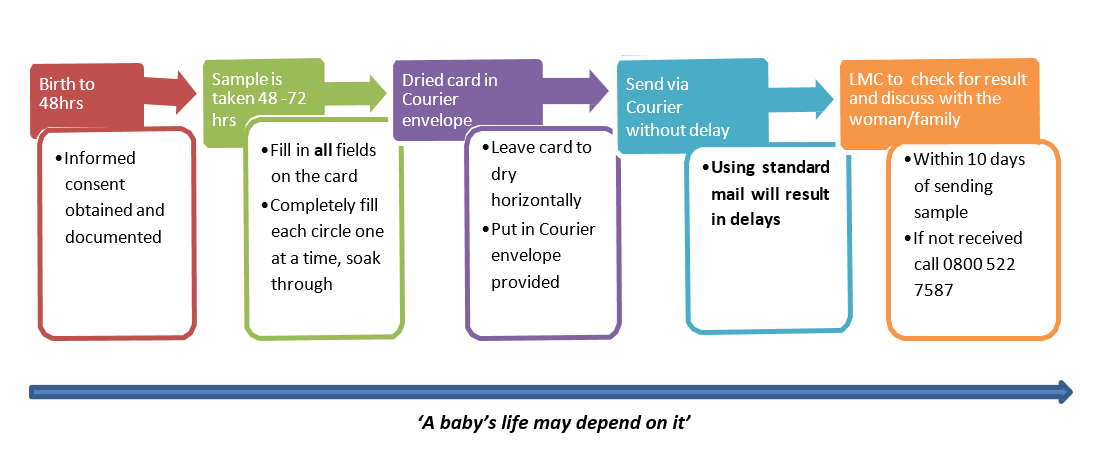 Birth to
48hrs
•Informed
consent
obtained and
documented
Sample is
taken 48 -72
hrs
•Fill in all fields
on the card
•Completely fill
each circle one
at a time, soak
through
Dried card in
Courier
envelope
•Leave card to
dry
horizontally
•Put in Courier
envelope
provided
Send via
Courier
without delay
•Using standard
mail will result
in delays
LMC to check for result
and discuss with the
woman/family
•Within 10 days
of sending
sample
•If not received
call 0800 522
7587
‘A baby’s life may depend on it’